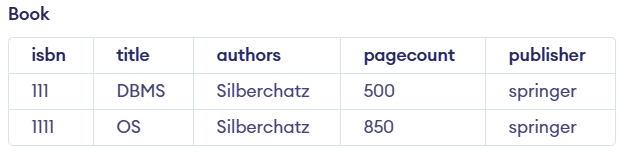 Book
isbn title authors pagecount publisher
111 DBMS Silberchatz 500 springer
1111 OS Silberchatz 850 springer